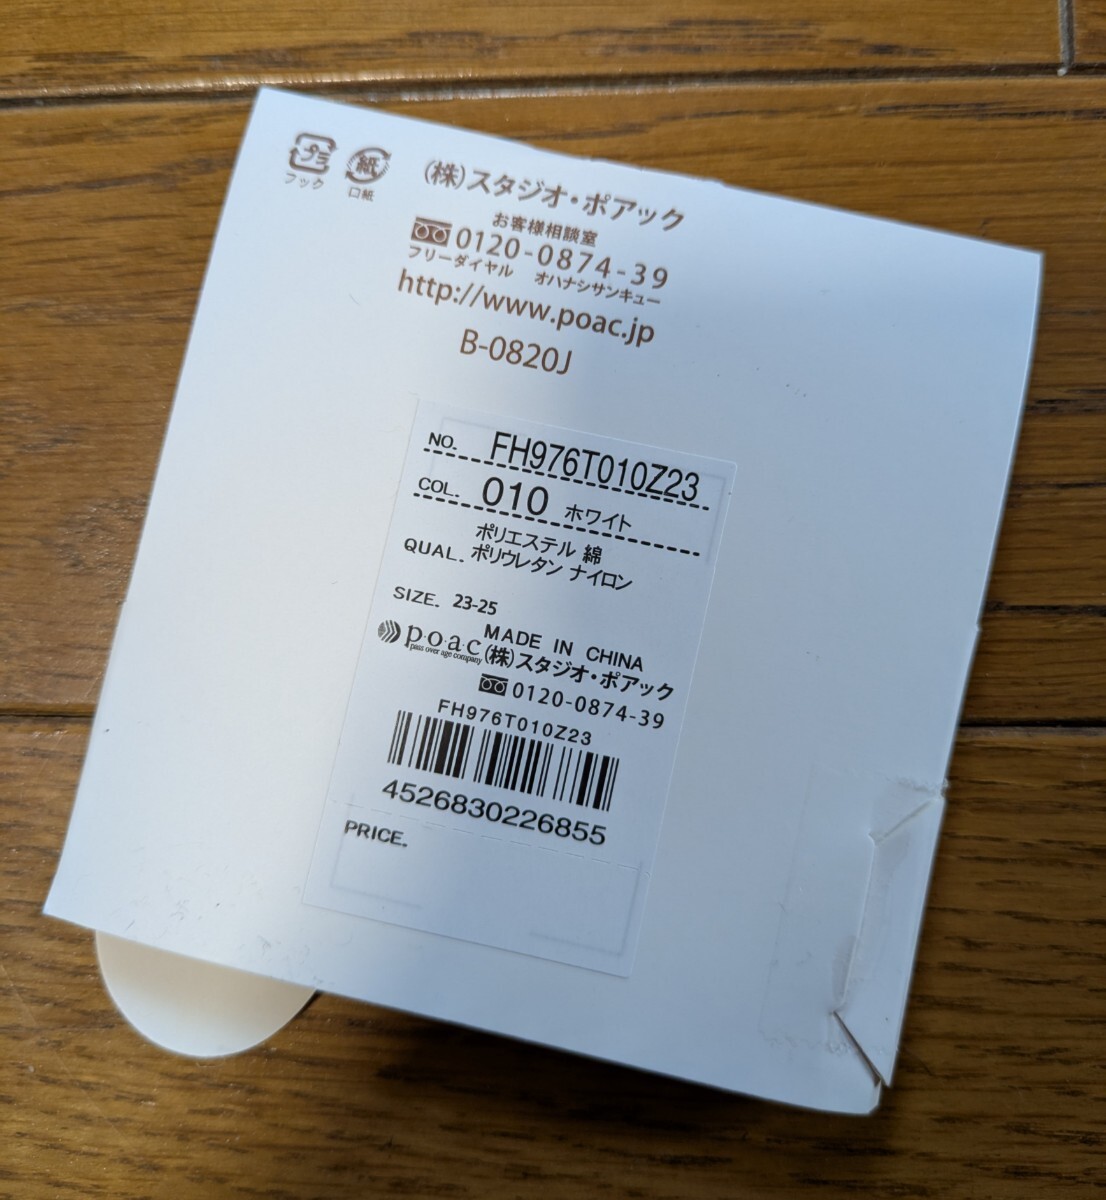 プラ
フック
紙
口紙
(株)スタジオ・ポアック
お客様相談室
0120-0874-39
フリーダイヤル オハナシサンキュー
http://www.poac.jp
B-0820J
NO. FH976T010Z23
COL. 010 ホワイト
ポリエステル 綿
QUAL. ポリウレタン ナイロン
SIZE. 23-25
MADE IN CHINA
p・o・a・c (株)スタジオ・ポアック
pass over age company
0120-0874-39
FH976T010Z23
4526830226855
PRICE.